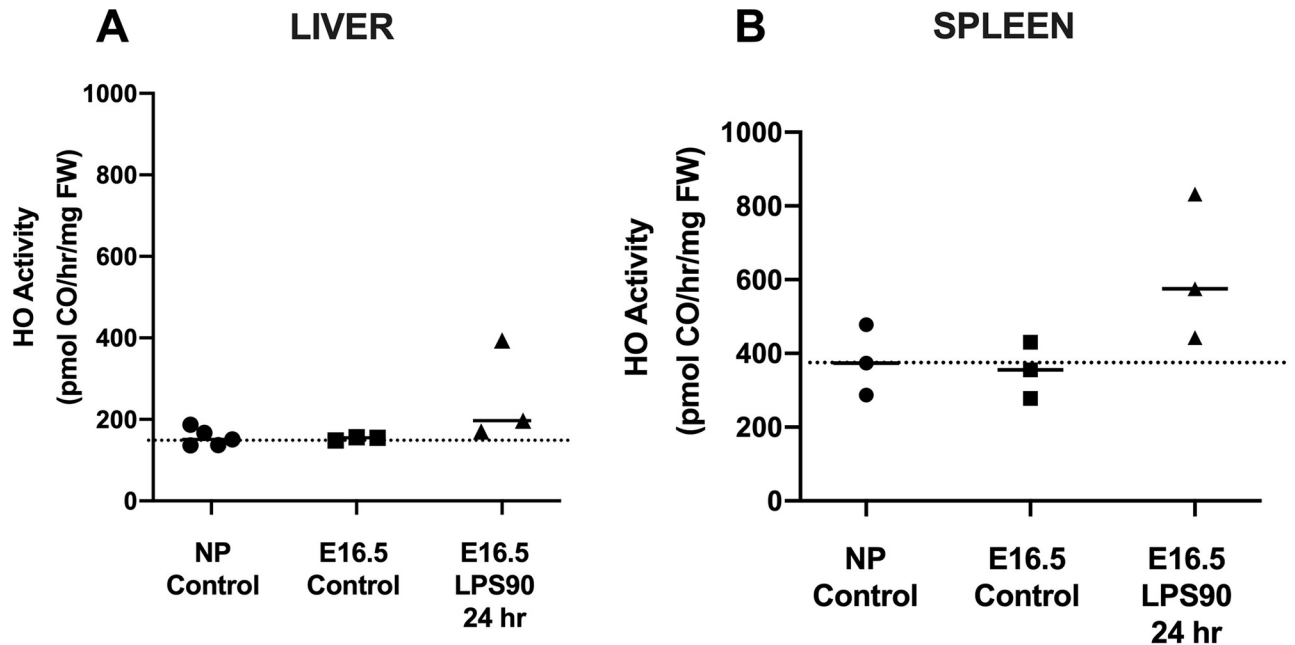 A LIVER
HO Activity
(pmol CO/hr/mg FW)
1000
800
600
400
200
0
NP
Control
E16.5
Control
E16.5
LPS90
24 hr
B SPLEEN
HO Activity
(pmol CO/hr/mg FW)
1000
800
600
400
200
0
NP
Control
E16.5
Control
E16.5
LPS90
24 hr